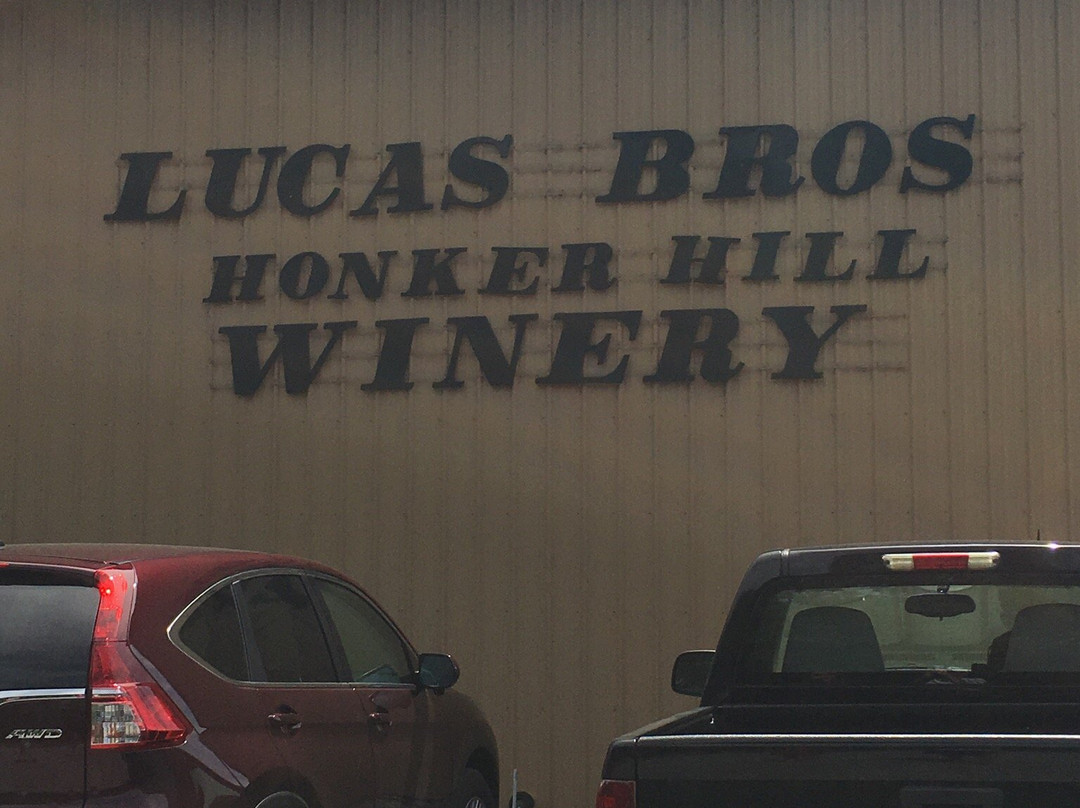 LUCAS BROS
HONKER HILL
WINERY
AWD